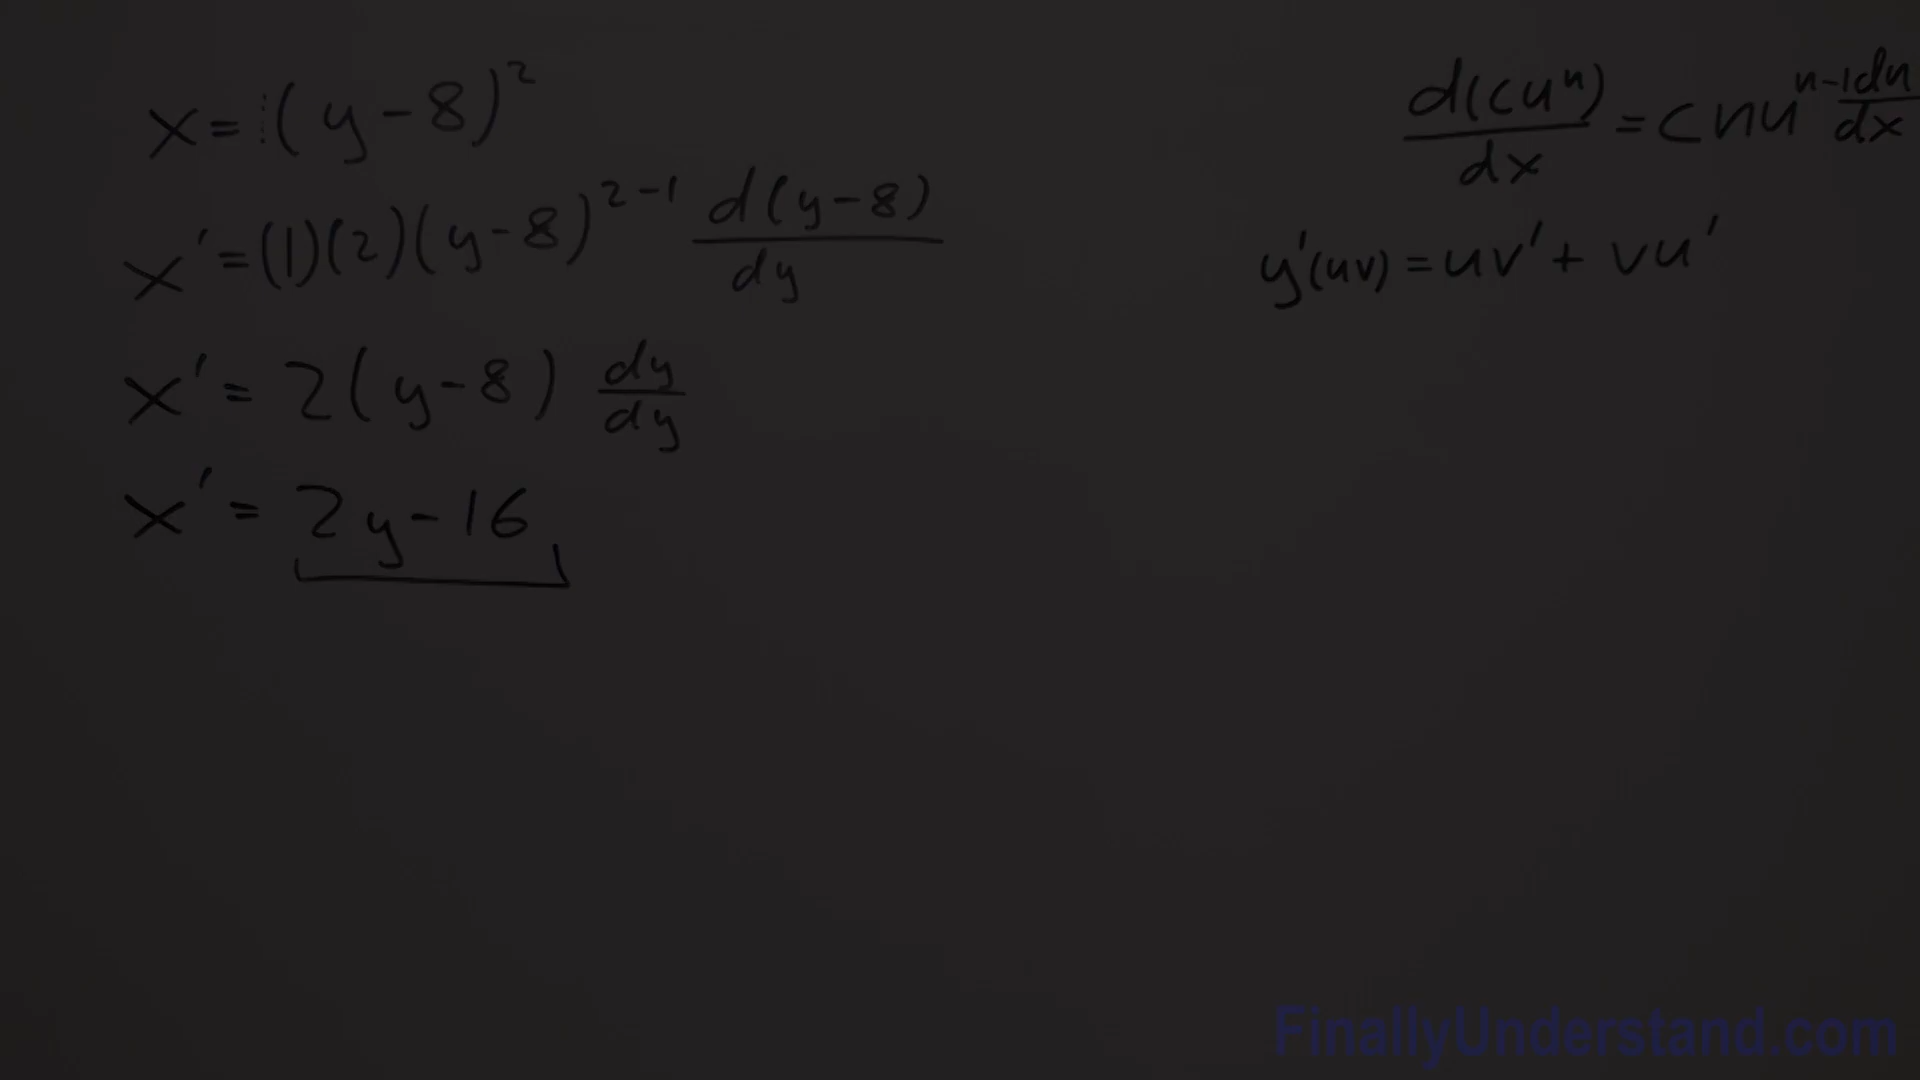 x = (y - 8)²
x' = (1)(2)(y - 8)²⁻¹ d(y - 8)/dy
x' = 2(y - 8) dy/dy
x' = 2y - 16
d(cuⁿ)/dx = cnuⁿ⁻¹ du/dx
y'(uv) = uv' + vu'
FinallyUnderstand.com